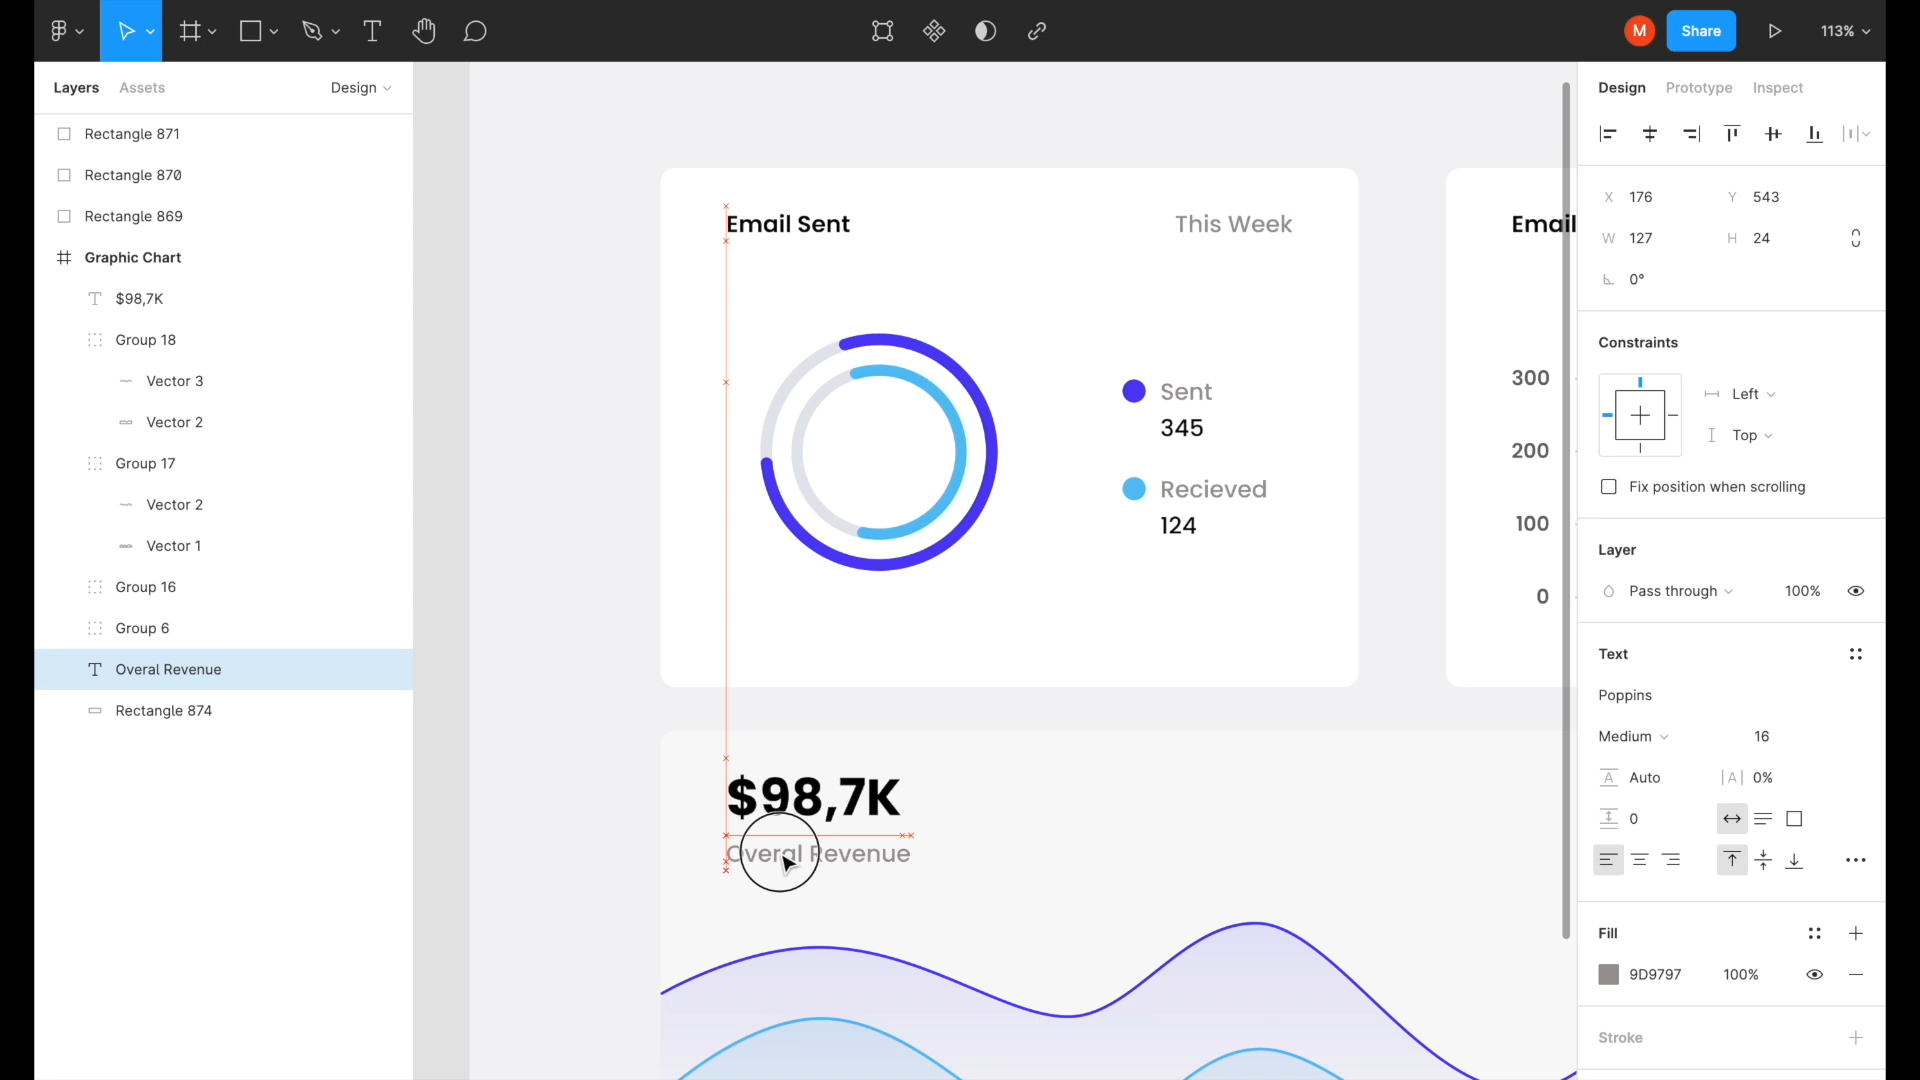 M
Share
113%
Layers
Assets
Design
Rectangle 871
Rectangle 870
Rectangle 869
Graphic Chart
$98,7K
Group 18
Vector 3
Vector 2
Group 17
Vector 2
Vector 1
Group 16
Group 6
Overal Revenue
Rectangle 874
Email Sent
This Week
Sent
345
Recieved
124
Email
300
200
100
0
$98,7K
Overal Revenue
Design
Prototype
Inspect
X 176
Y 543
W 127
H 24
0°
Constraints
Left
Top
Fix position when scrolling
Layer
Pass through
100%
Text
Poppins
Medium
16
A Auto
|A| 0%
0
Fill
9D9797
100%
Stroke